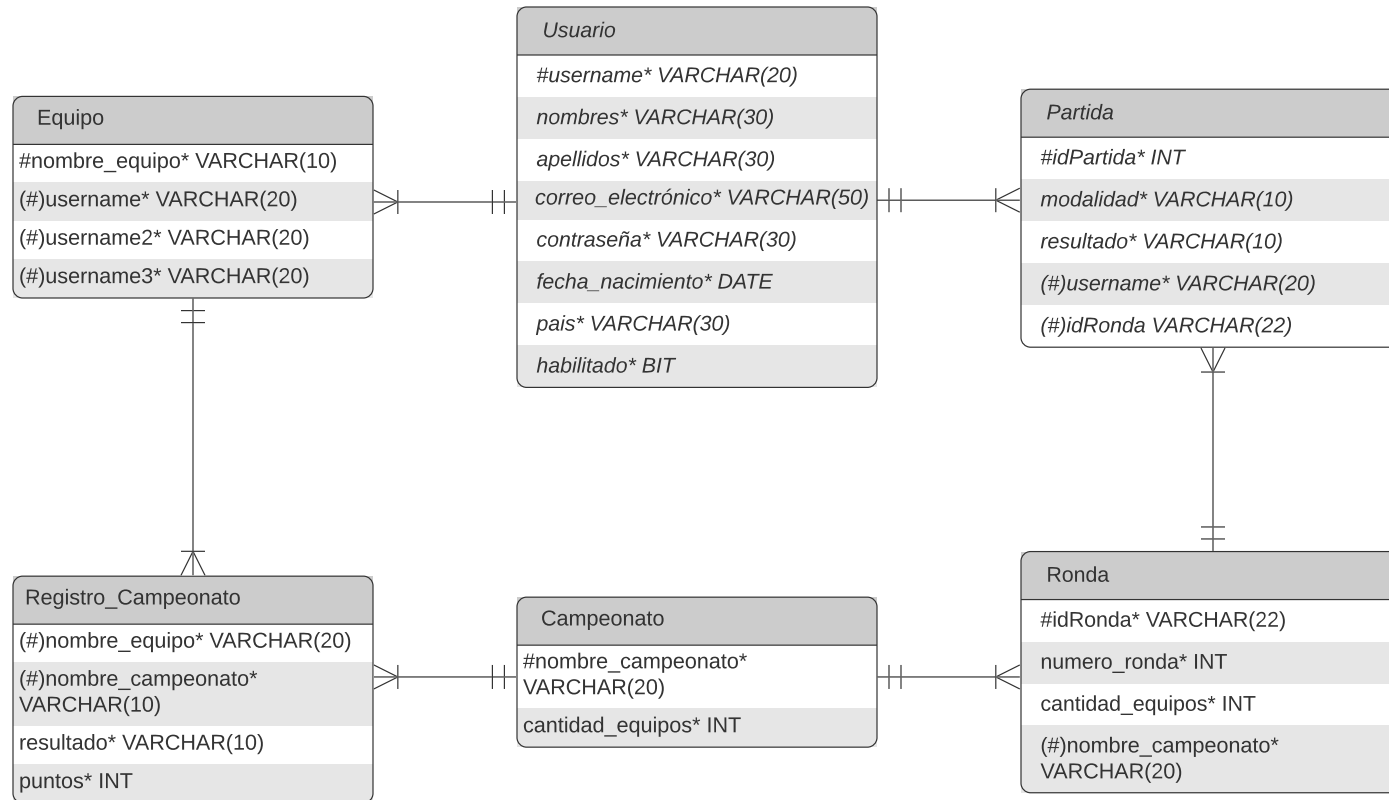 Usuario
#username* VARCHAR(20)
nombres* VARCHAR(30)
apellidos* VARCHAR(30)
correo_electrónico* VARCHAR(50)
contraseña* VARCHAR(30)
fecha_nacimiento* DATE
pais* VARCHAR(30)
habilitado* BIT
Equipo
#nombre_equipo* VARCHAR(10)
(#)username* VARCHAR(20)
(#)username2* VARCHAR(20)
(#)username3* VARCHAR(20)
Partida
#idPartida* INT
modalidad* VARCHAR(10)
resultado* VARCHAR(10)
(#)username* VARCHAR(20)
(#)idRonda VARCHAR(22)
Registro_Campeonato
(#)nombre_equipo* VARCHAR(20)
(#)nombre_campeonato*
VARCHAR(10)
resultado* VARCHAR(10)
puntos* INT
Campeonato
#nombre_campeonato*
VARCHAR(20)
cantidad_equipos* INT
Ronda
#idRonda* VARCHAR(22)
numero_ronda* INT
cantidad_equipos* INT
(#)nombre_campeonato*
VARCHAR(20)